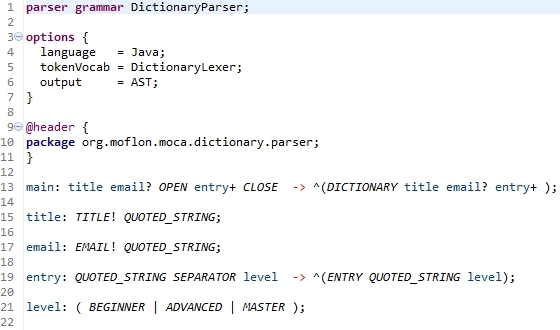 1 parser grammar DictionaryParser;
2
3 options {
4 language = Java;
5 tokenVocab = DictionaryLexer;
6 output = AST;
7 }
8
9 @header {
10 package org.moflon.moca.dictionary.parser;
11 }
12
13 main: title email? OPEN entry+ CLOSE -> ^(DICTIONARY title email? entry+ );
14
15 title: TITLE! QUOTED_STRING;
16
17 email: EMAIL! QUOTED_STRING;
18
19 entry: QUOTED_STRING SEPARATOR level -> ^(ENTRY QUOTED_STRING level);
20
21 level: ( BEGINNER | ADVANCED | MASTER );
22